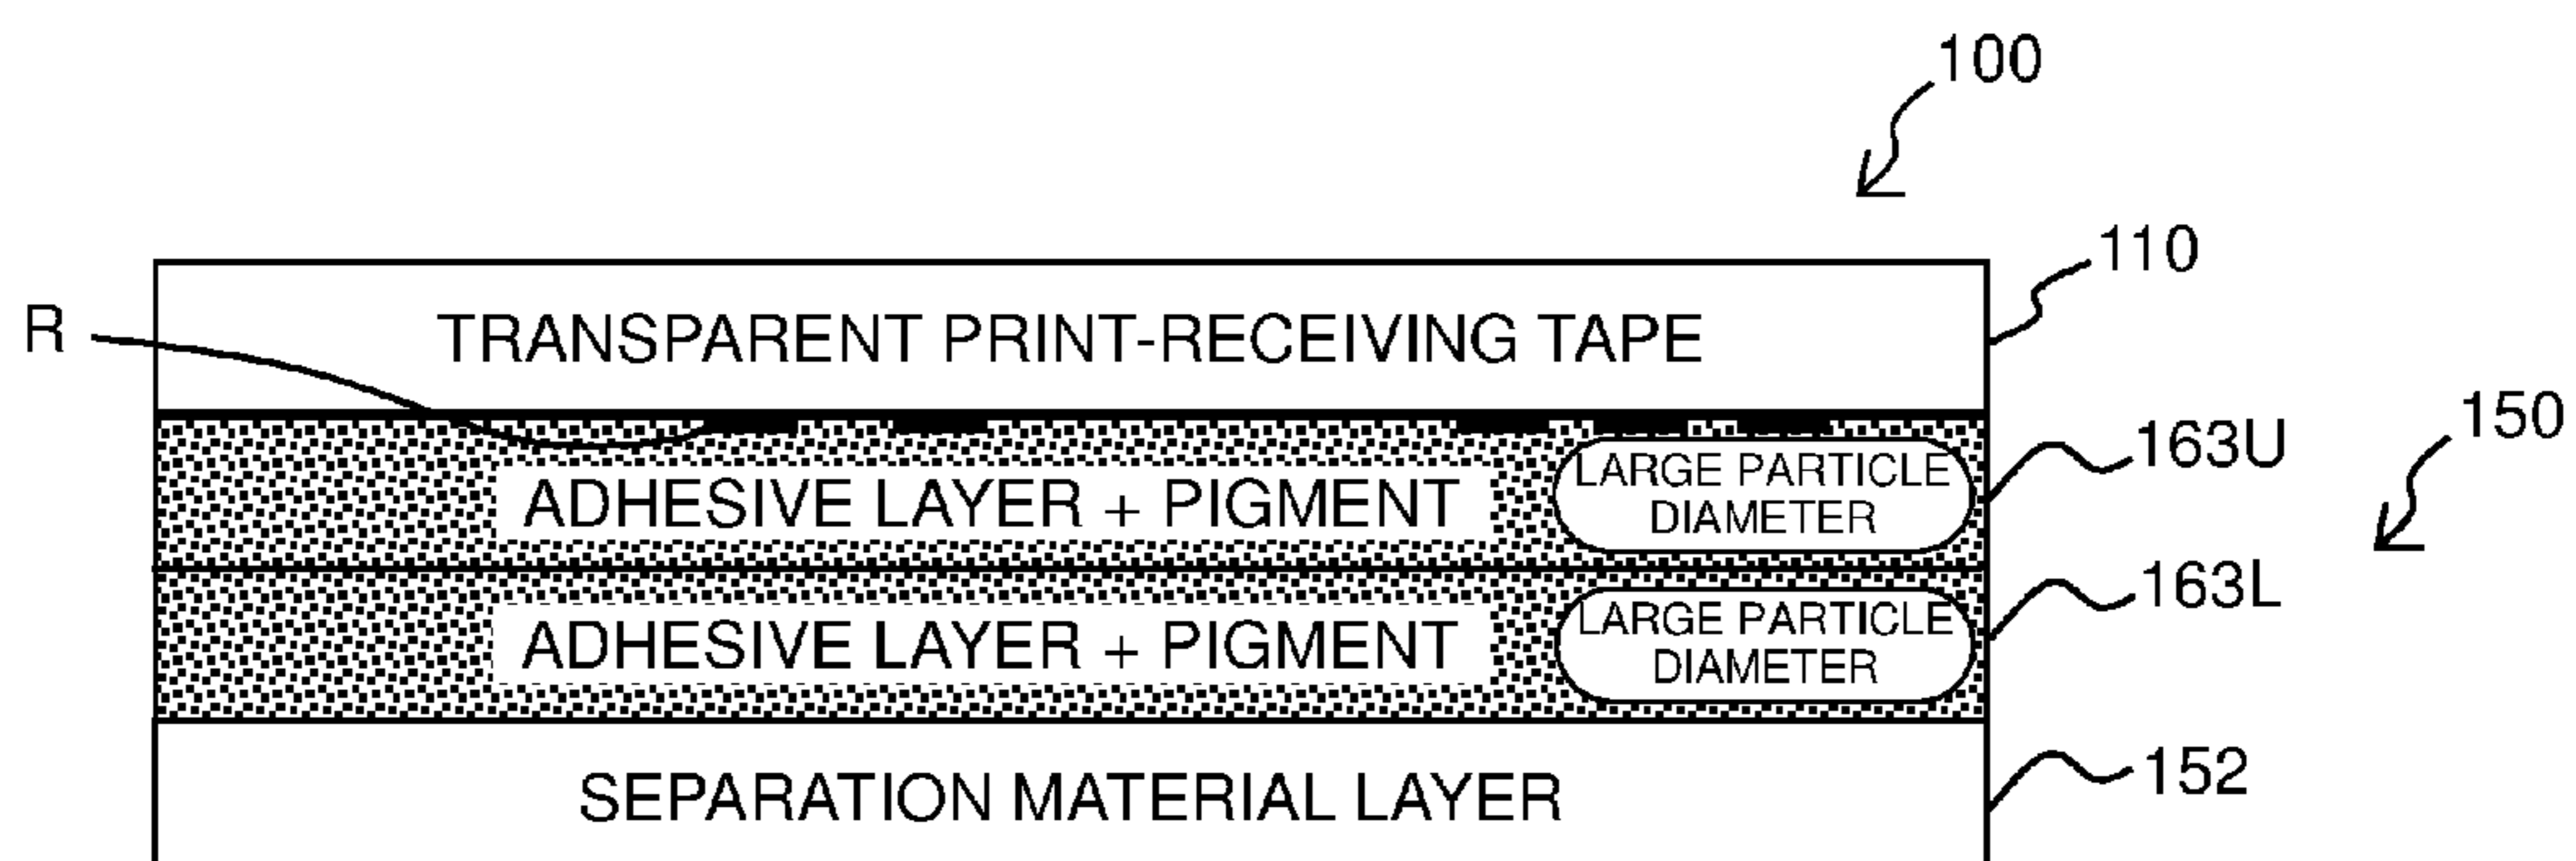 100
110
R
TRANSPARENT PRINT-RECEIVING TAPE
150
163U
ADHESIVE LAYER + PIGMENT
LARGE PARTICLE
DIAMETER
163L
ADHESIVE LAYER + PIGMENT
LARGE PARTICLE
DIAMETER
152
SEPARATION MATERIAL LAYER